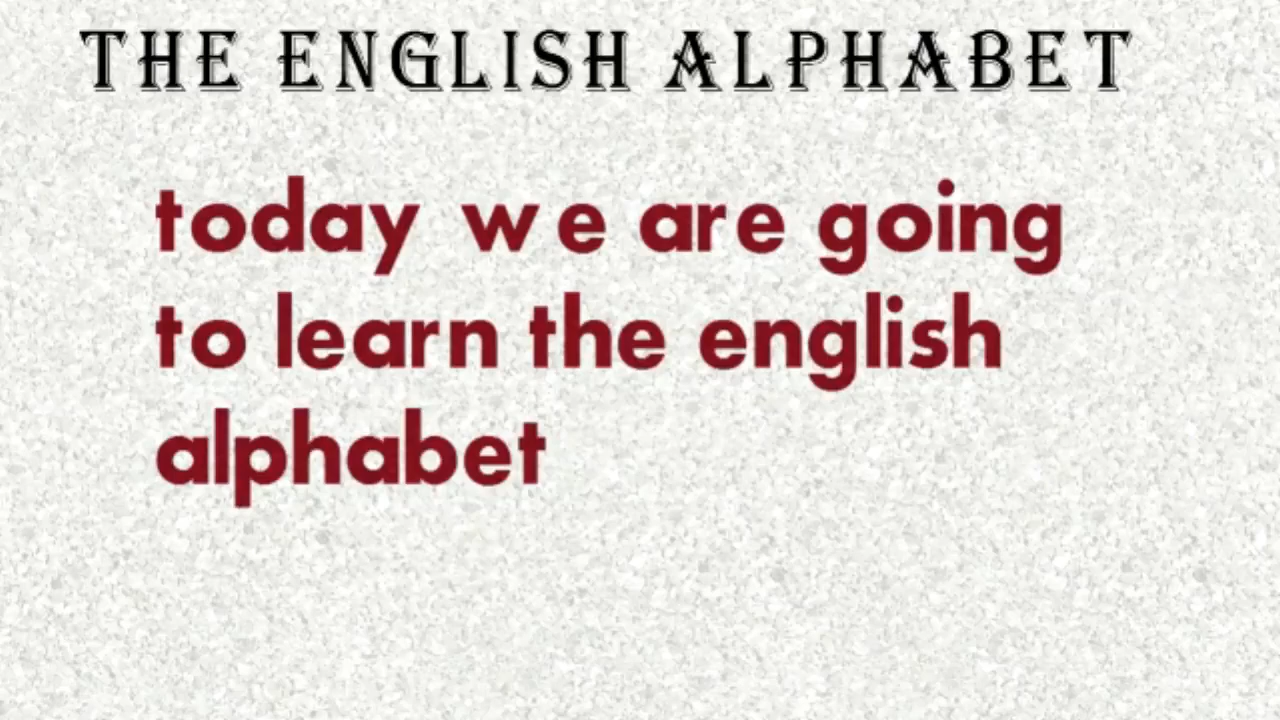 THE ENGLISH ALPHABET
today we are going
to learn the english
alphabet